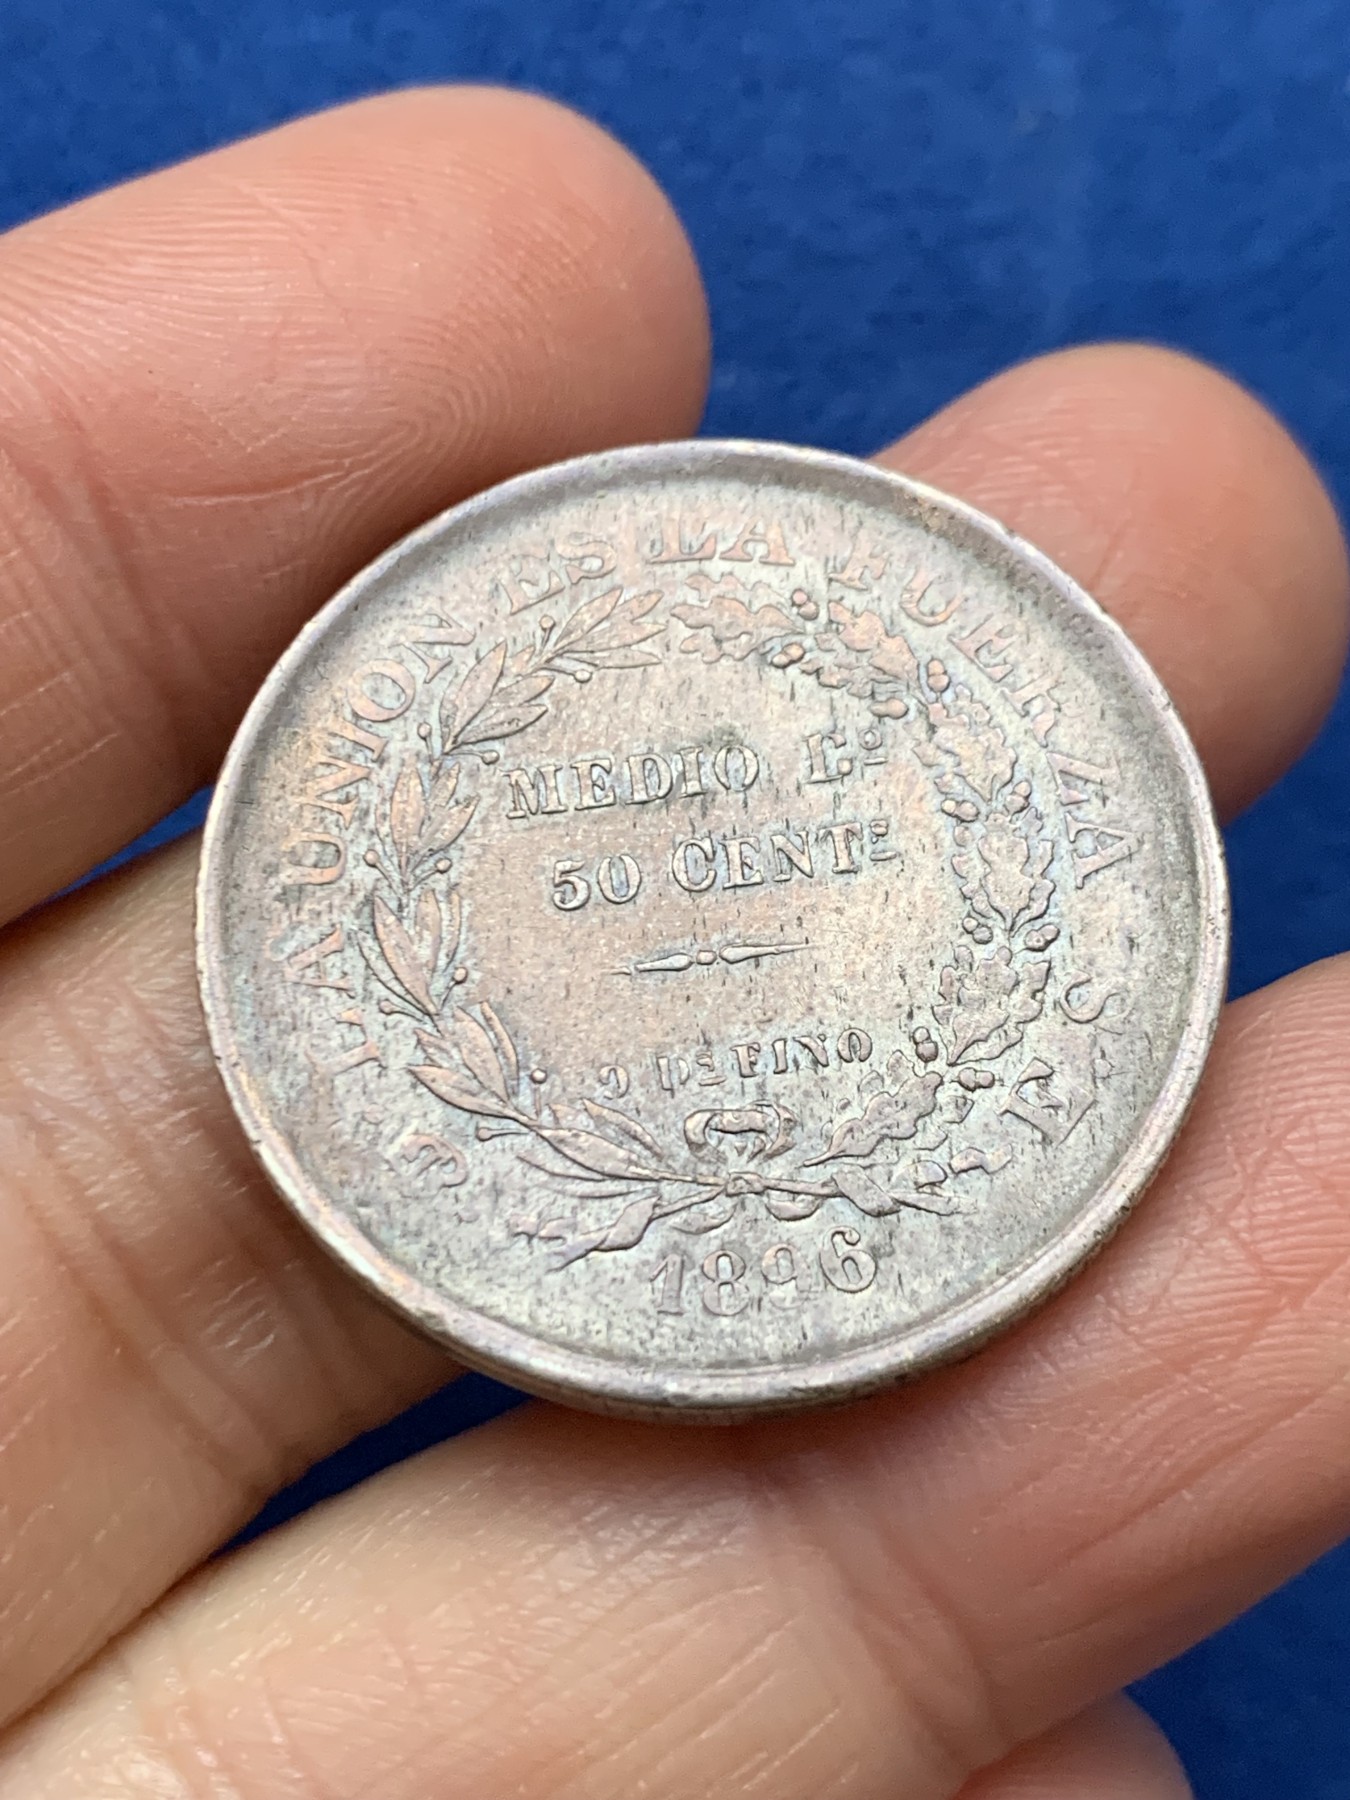 LA UNION ES LA FUERZA
E S
MEDIO Bº
50 CENTS
9 Ds FINO
1896